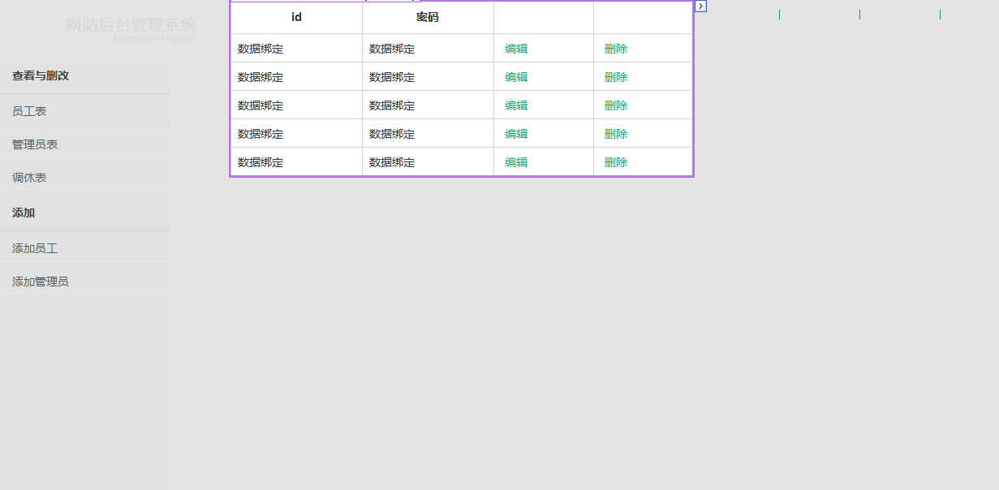 网站后台管理系统
Management System
查看与删改
员工表
管理员表
调休表
添加
添加员工
添加管理员
id 密码
数据绑定 数据绑定 编辑 删除
数据绑定 数据绑定 编辑 删除
数据绑定 数据绑定 编辑 删除
数据绑定 数据绑定 编辑 删除
数据绑定 数据绑定 编辑 删除